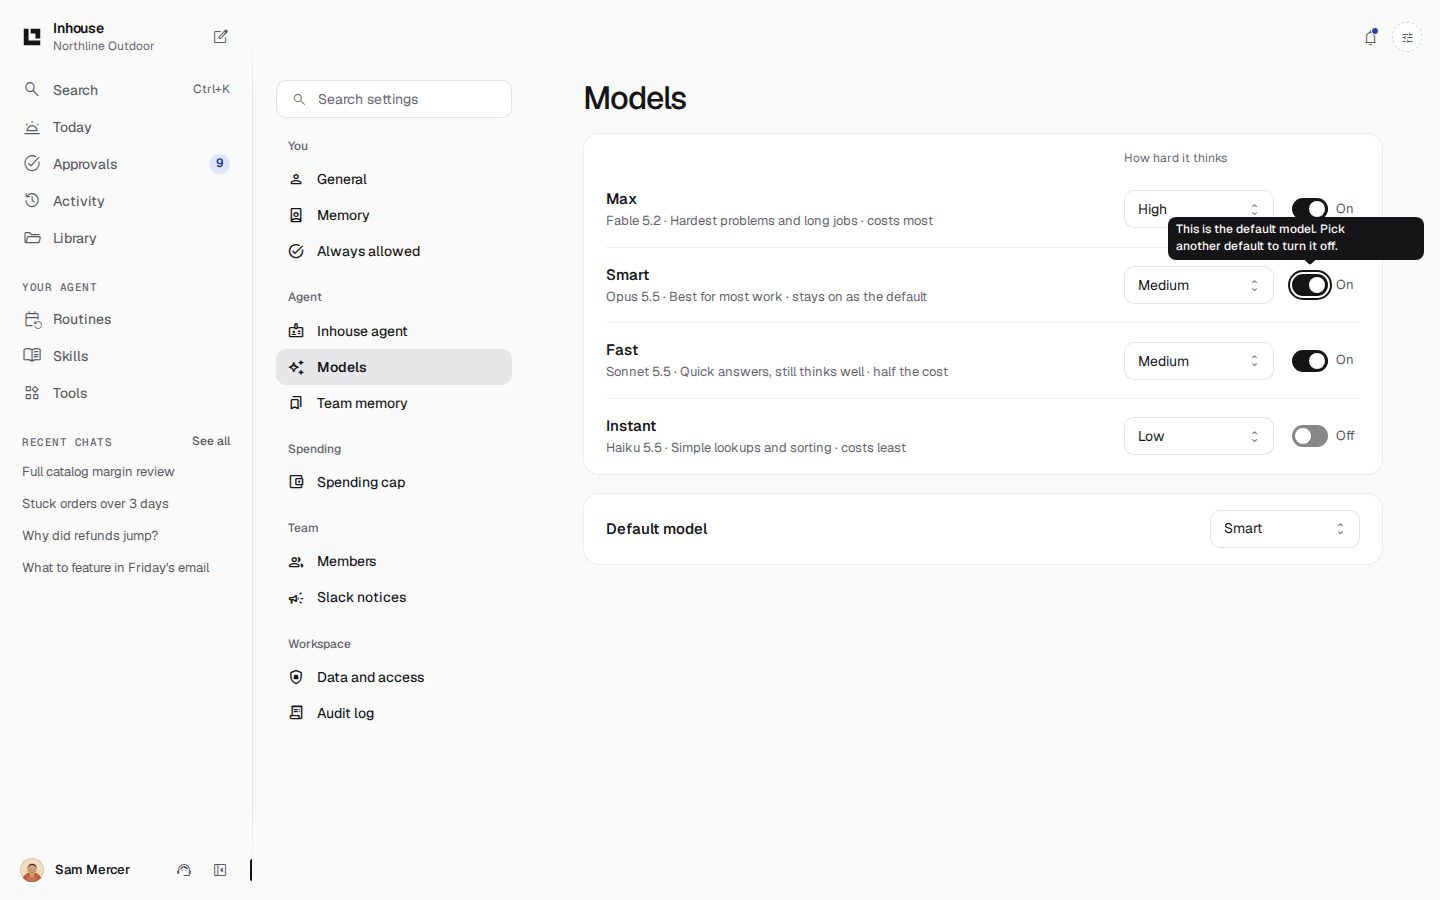 Inhouse
Northline Outdoor
Search
Ctrl+K
Today
Approvals
9
Activity
Library
YOUR AGENT
Routines
Skills
Tools
RECENT CHATS
See all
Full catalog margin review
Stuck orders over 3 days
Why did refunds jump?
What to feature in Friday's email
Sam Mercer
Search settings
You
General
Memory
Always allowed
Agent
Inhouse agent
Models
Team memory
Spending
Spending cap
Team
Members
Slack notices
Workspace
Data and access
Audit log
Models
How hard it thinks
Max
Fable 5.2 · Hardest problems and long jobs · costs most
High
On
This is the default model. Pick
another default to turn it off.
Smart
Opus 5.5 · Best for most work · stays on as the default
Medium
On
Fast
Sonnet 5.5 · Quick answers, still thinks well · half the cost
Medium
On
Instant
Haiku 5.5 · Simple lookups and sorting · costs least
Low
Off
Default model
Smart